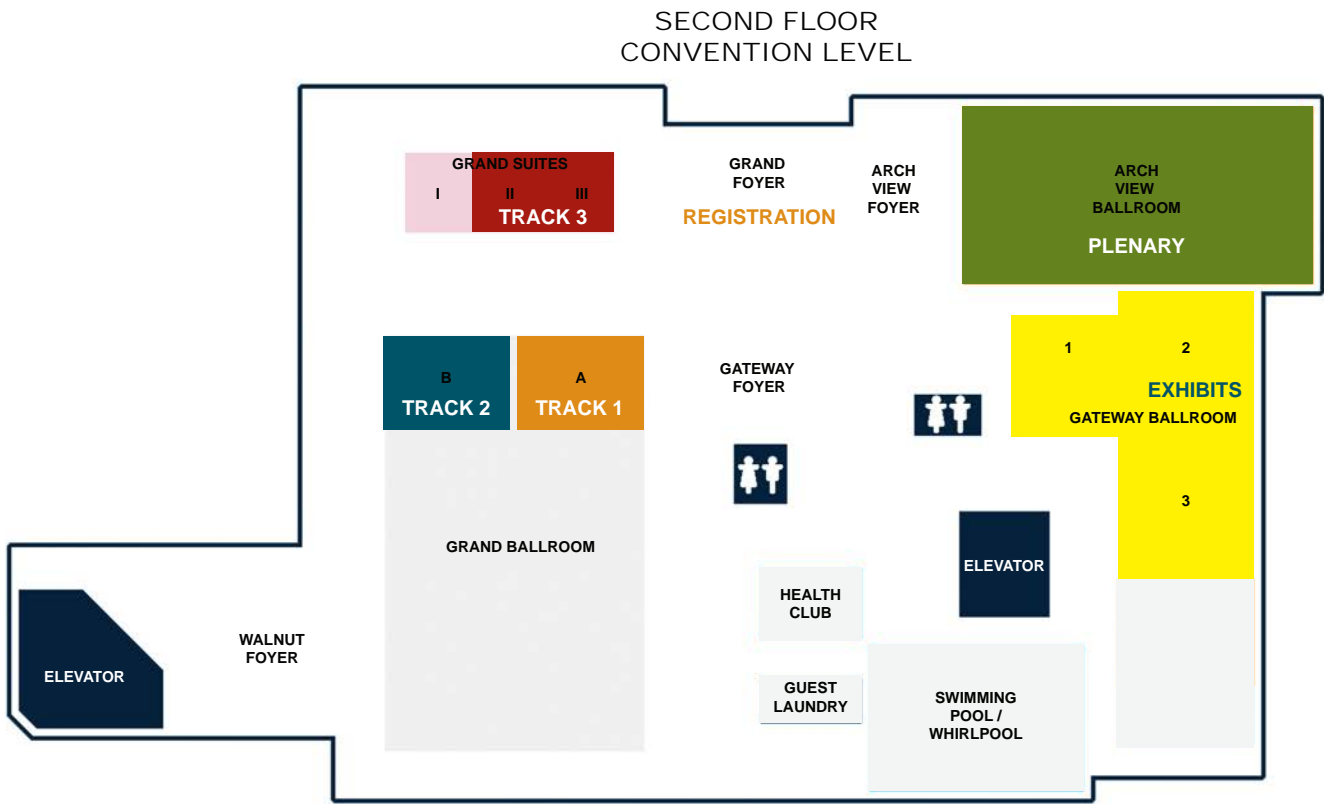 SECOND FLOOR
CONVENTION LEVEL
GRAND SUITES
I II III
TRACK 3
GRAND
FOYER
REGISTRATION
ARCH
VIEW
FOYER
ARCH
VIEW
BALLROOM
PLENARY
B
TRACK 2
A
TRACK 1
GATEWAY
FOYER
1 2
EXHIBITS
GATEWAY BALLROOM
3
GRAND BALLROOM
ELEVATOR
HEALTH
CLUB
WALNUT
FOYER
ELEVATOR
GUEST
LAUNDRY
SWIMMING
POOL /
WHIRLPOOL